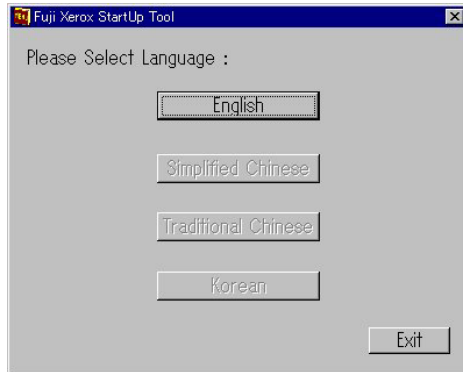 Fuji Xerox StartUp Tool
Please Select Language :
English
Simplified Chinese
Traditional Chinese
Korean
Exit